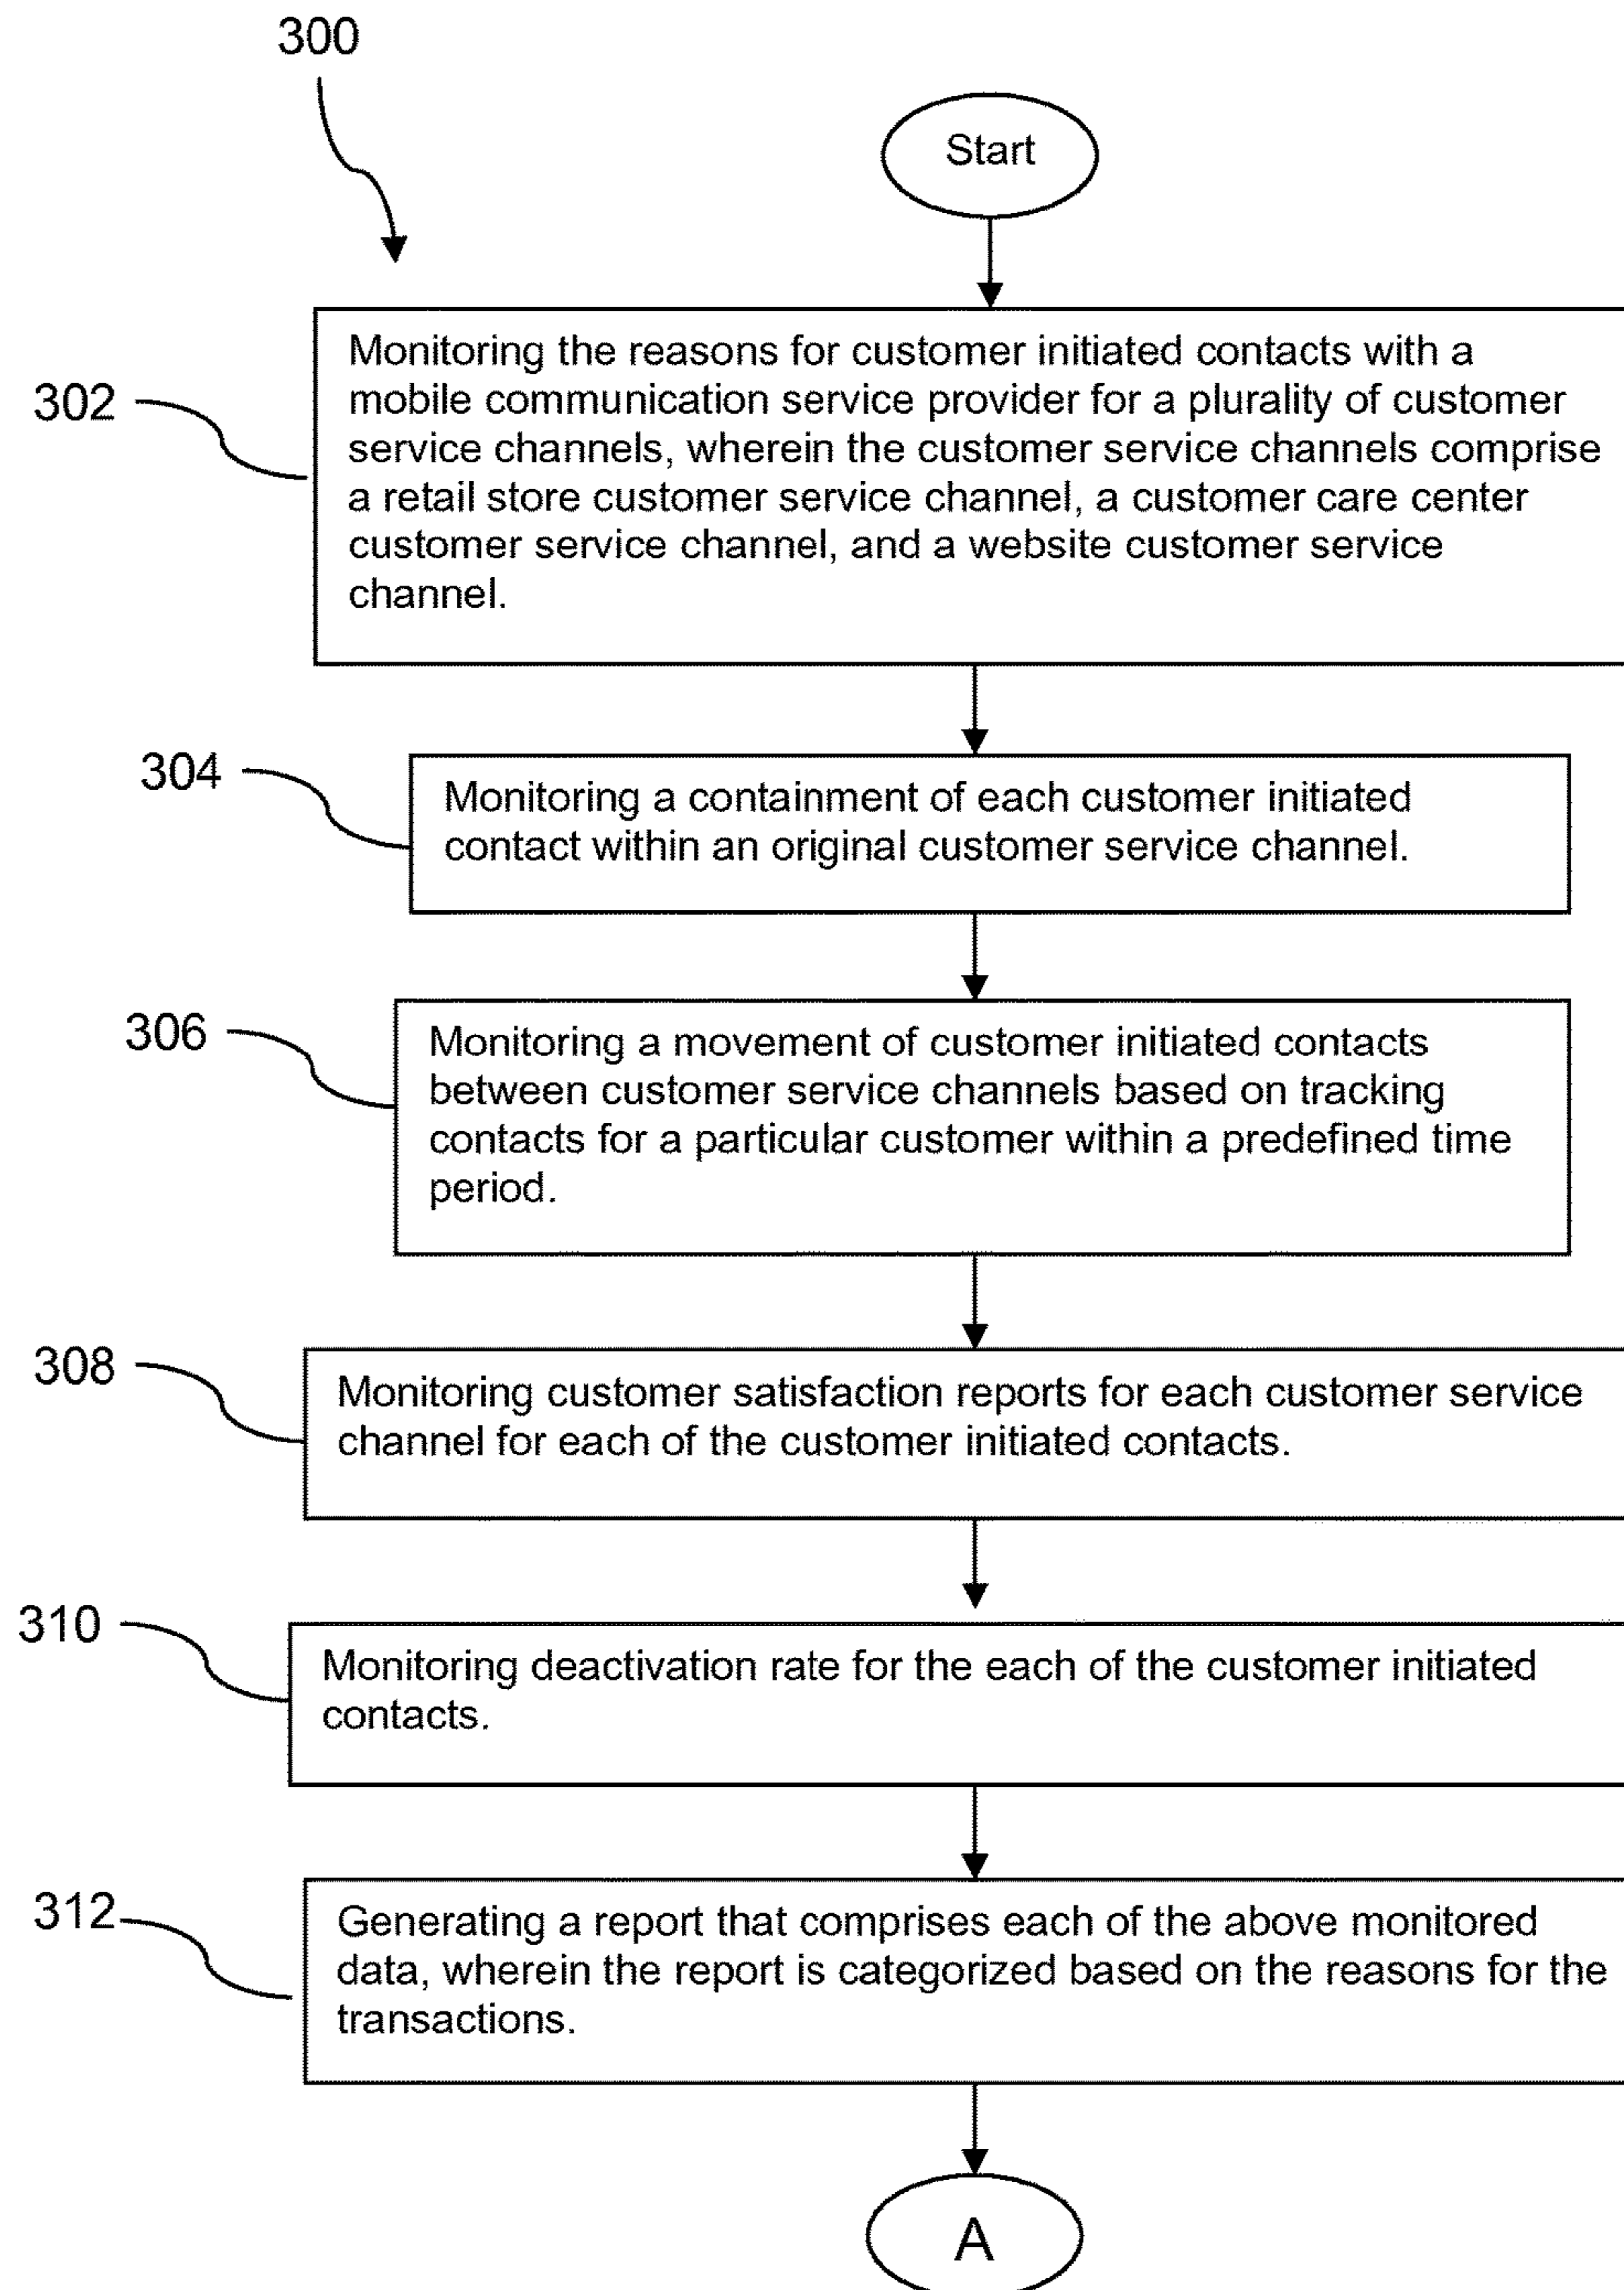 300
Start
302
Monitoring the reasons for customer initiated contacts with a
mobile communication service provider for a plurality of customer
service channels, wherein the customer service channels comprise
a retail store customer service channel, a customer care center
customer service channel, and a website customer service
channel.
304
Monitoring a containment of each customer initiated
contact within an original customer service channel.
306
Monitoring a movement of customer initiated contacts
between customer service channels based on tracking
contacts for a particular customer within a predefined time
period.
308
Monitoring customer satisfaction reports for each customer service
channel for each of the customer initiated contacts.
310
Monitoring deactivation rate for the each of the customer initiated
contacts.
312
Generating a report that comprises each of the above monitored
data, wherein the report is categorized based on the reasons for the
transactions.
A